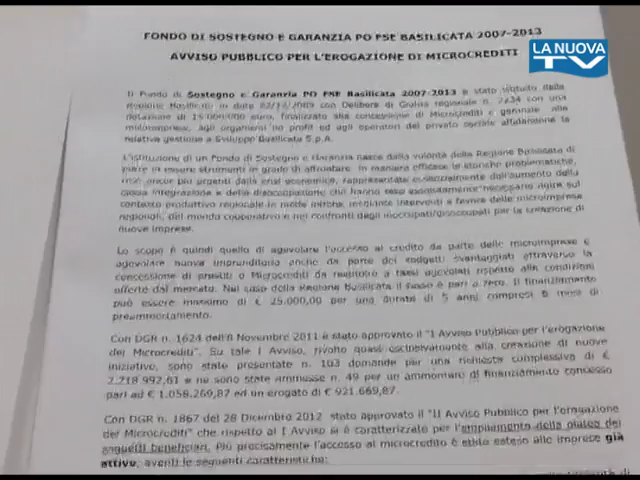 FONDO DI SOSTEGNO E GARANZIA PO FSE BASILICATA 2007-2013
LA NUOVA
TV
AVVISO PUBBLICO PER L'EROGAZIONE DI MICROCREDITI
Il Fondo di Sostegno e Garanzia PO FSE Basilicata 2007-2013 è stato istituito dalla
Regione Basilicata in data con Delibera di Giunta regionale n. con una
dotazione di euro, finalizzato alla concessione di Microcrediti e garanzie alle
microimprese, agli organismi no profit ed agli operatori del privato sociale affidandone la
relativa gestione a Sviluppo Basilicata S.p.A.
L'istituzione di un Fondo di Sostegno e Garanzia nasce dalla volontà della Regione Basilicata di
essere in grado di affrontare, in maniera efficace le storiche problematiche,
rese ancor più urgenti dalla crisi economica, rappresentate essenzialmente dall'aumento della
cassa integrazione e della disoccupazione che hanno reso assolutamente necessario agire sul
contesto produttivo regionale in modo mediante interventi a favore delle microimprese
regionali, del mondo cooperativo e nei confronti degli inoccupati/disoccupati per la creazione di
nuove imprese.
Lo scopo è quindi quello di agevolare l'accesso al credito da parte delle microimprese e
agevolare nuova imprenditoria anche da parte dei soggetti svantaggiati attraverso la
concessione di prestiti o Microcrediti da restituire a tassi agevolati rispetto alle condizioni
offerte dal mercato. Nel caso della Regione Basilicata il tasso è pari a zero. Il finanziamento
può essere massimo di € 25.000,00 per una durata di 5 anni compresi 6 mesi di
preammortamento.
Con DGR n. 1624 dell'8 Novembre 2011 è stato approvato il "I Avviso Pubblico per l'erogazione
dei Microcrediti". Su tale I Avviso, rivolto quasi esclusivamente alla creazione di nuove
iniziative, sono state presentate n. 103 domande per una richiesta complessiva di €
2.218.992,61 e ne sono state ammesse n. 49 per un ammontare di finanziamento concesso
pari ad € 1.058.269,87 ed un erogato di € 921.669,87.
Con DGR n. 1867 del 28 Dicembre 2012 stato approvato il "II Avviso Pubblico per l'erogazione
dei Microcrediti" che rispetto al I Avviso si è caratterizzato per l'ampliamento della platea dei
soggetti beneficiari. Più precisamente l'accesso al microcredito è stato esteso alle imprese già
attive, aventi le seguenti caratteristiche: